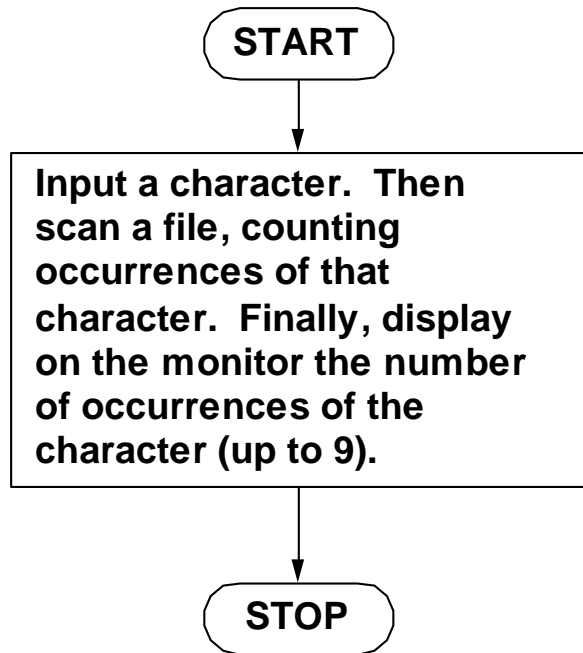 START
Input a character. Then
scan a file, counting
occurrences of that
character. Finally, display
on the monitor the number
of occurrences of the
character (up to 9).
STOP